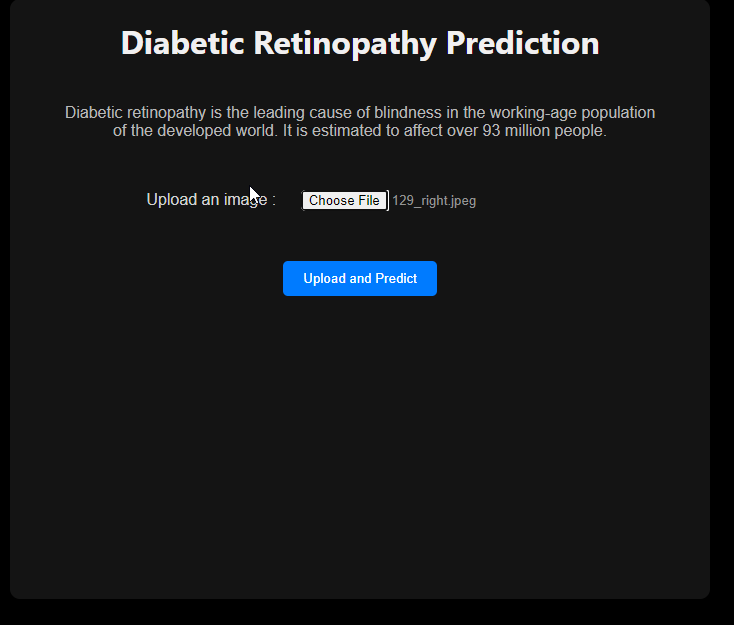 Diabetic Retinopathy Prediction
Diabetic retinopathy is the leading cause of blindness in the working-age population
of the developed world. It is estimated to affect over 93 million people.
Upload an image : Choose File 129_right.jpeg
Upload and Predict